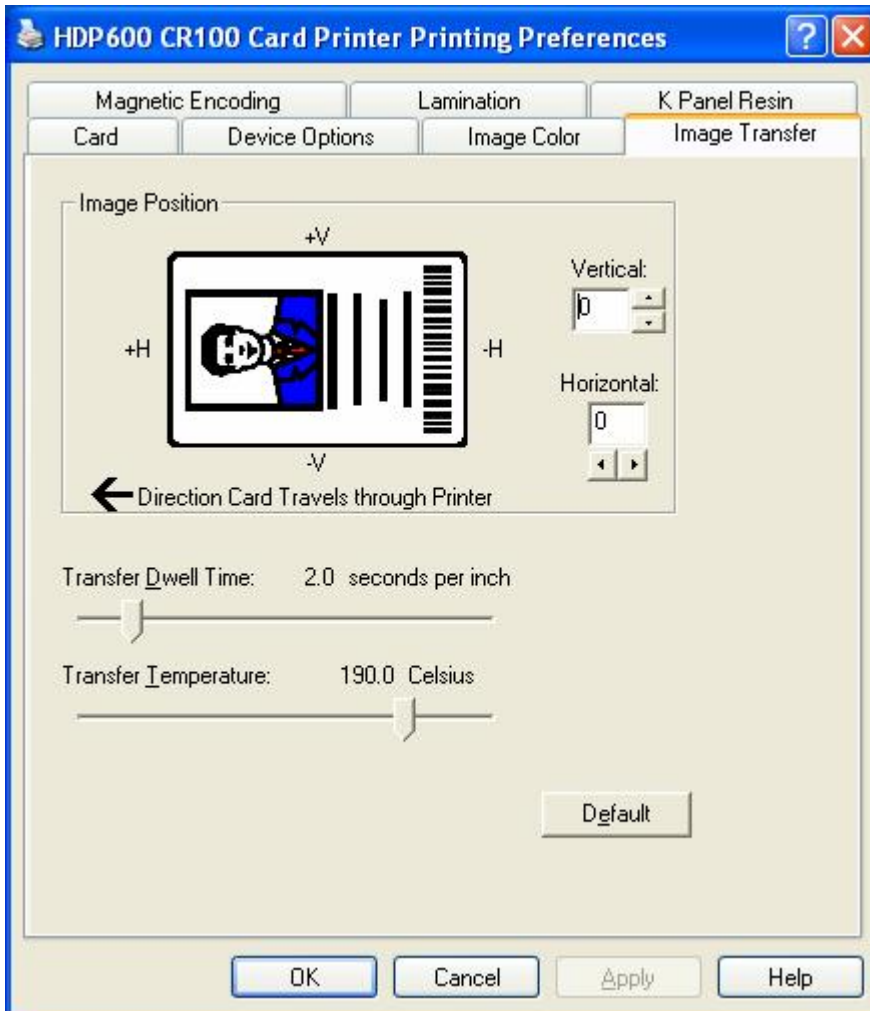 HDP600 CR100 Card Printer Printing Preferences
Magnetic Encoding Lamination K Panel Resin
Card Device Options Image Color Image Transfer
Image Position
+V
Vertical:
0
+H -H
Horizontal:
0
-V
Direction Card Travels through Printer
Transfer Dwell Time: 2.0 seconds per inch
Transfer Temperature: 190.0 Celsius
Default
OK Cancel Apply Help